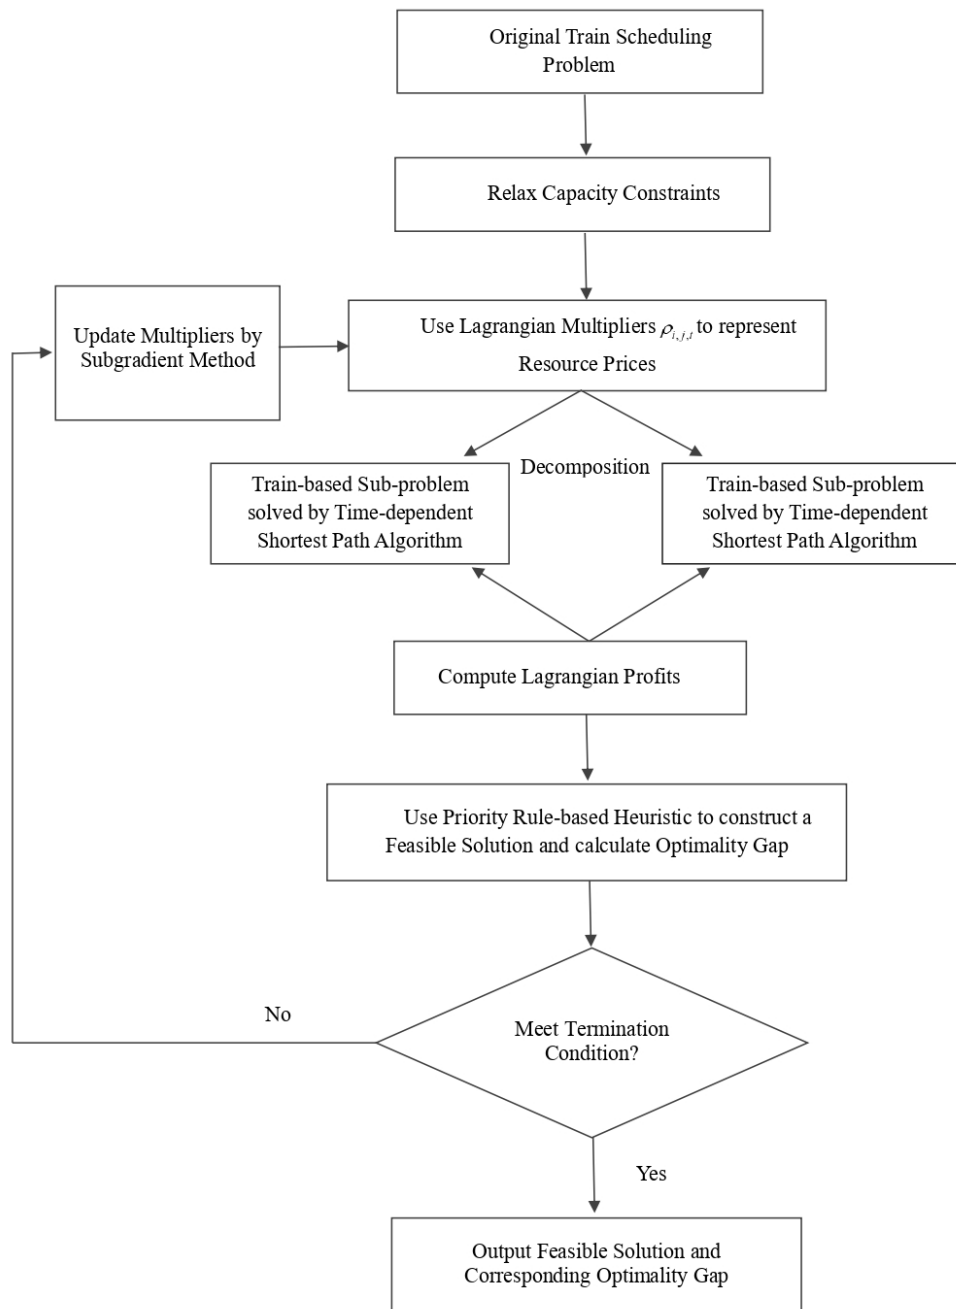 Original Train Scheduling
Problem
Relax Capacity Constraints
Update Multipliers by
Subgradient Method
Use Lagrangian Multipliers ρi,j,t to represent
Resource Prices
Decomposition
Train-based Sub-problem
solved by Time-dependent
Shortest Path Algorithm
Train-based Sub-problem
solved by Time-dependent
Shortest Path Algorithm
Compute Lagrangian Profits
Use Priority Rule-based Heuristic to construct a
Feasible Solution and calculate Optimality Gap
No
Meet Termination
Condition?
Yes
Output Feasible Solution and
Corresponding Optimality Gap